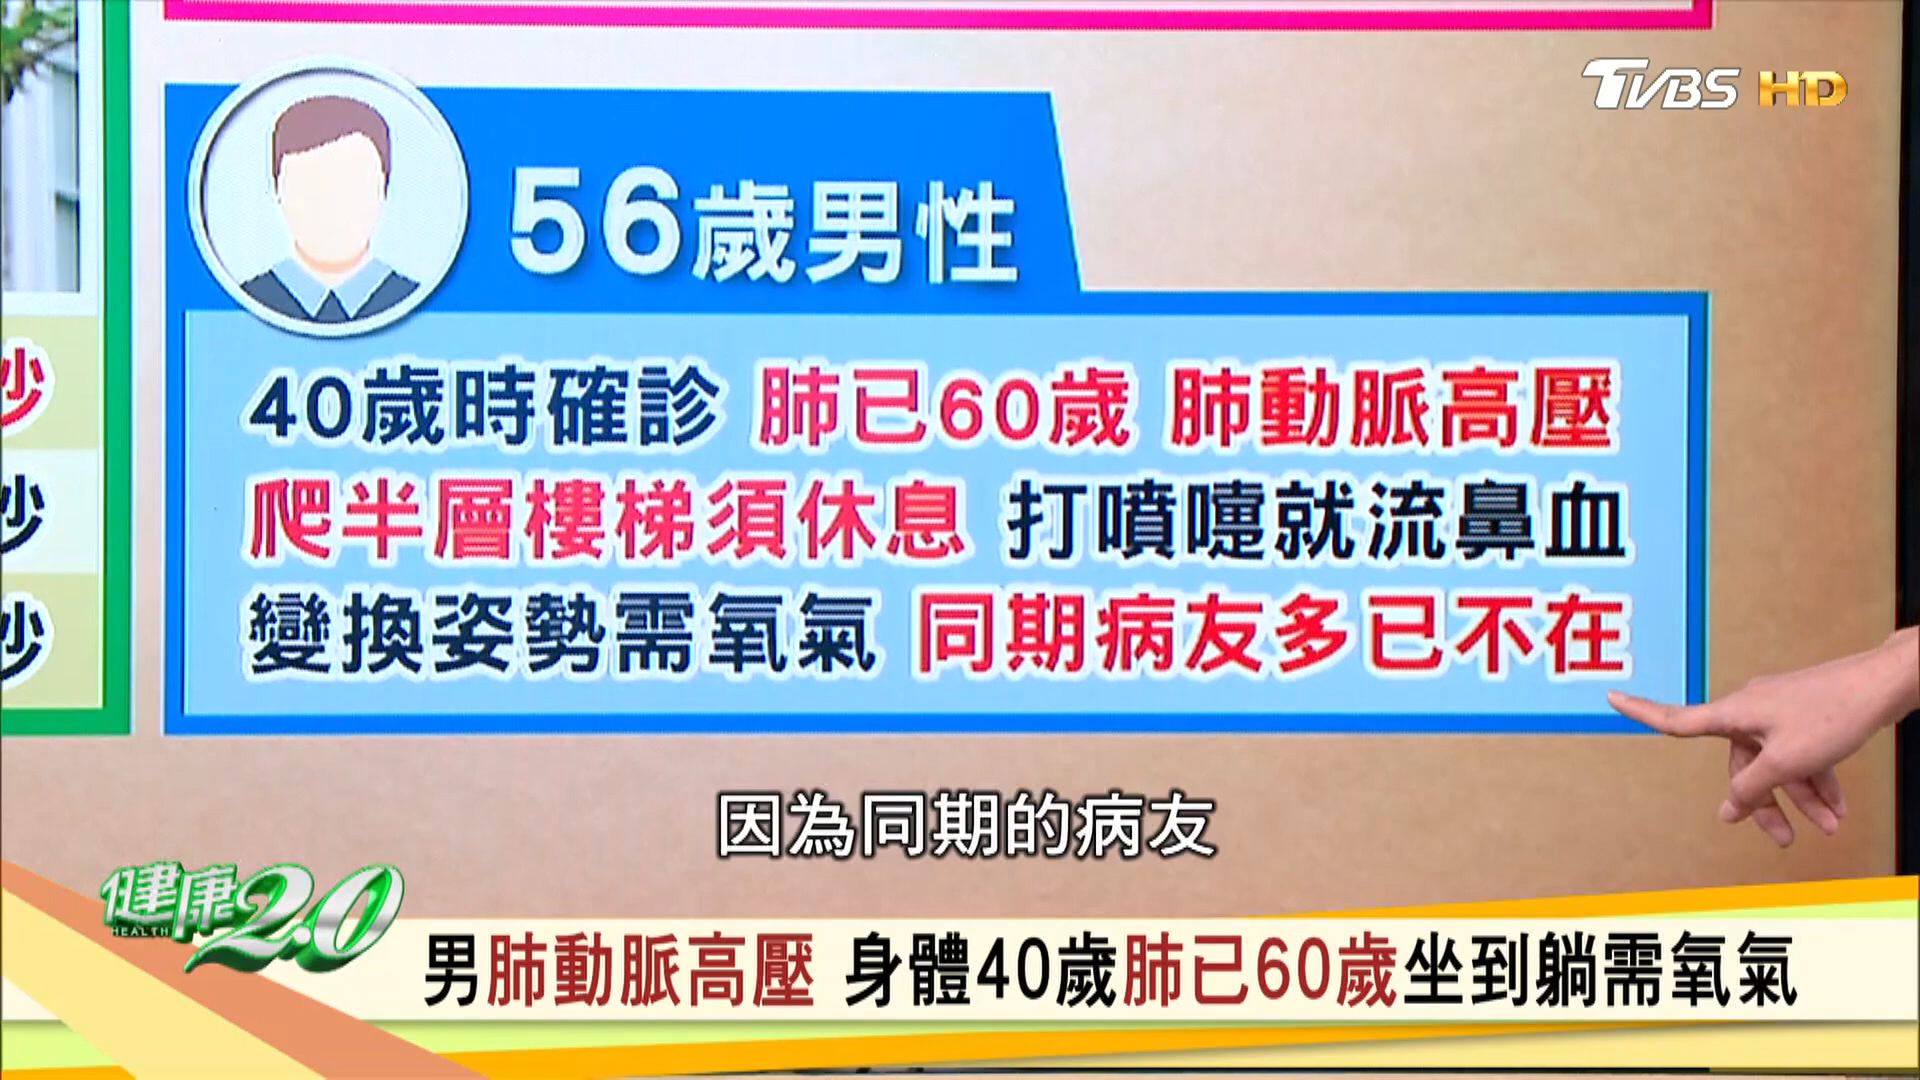 TVBS HD
56歲男性
40歲時確診 肺已60歲 肺動脈高壓
爬半層樓梯須休息 打噴嚏就流鼻血
變換姿勢需氧氣 同期病友多已不在
秒
秒
秒
因為同期的病友
健康2.0
HEALTH
男肺動脈高壓 身體40歲肺已60歲坐到躺需氧氣